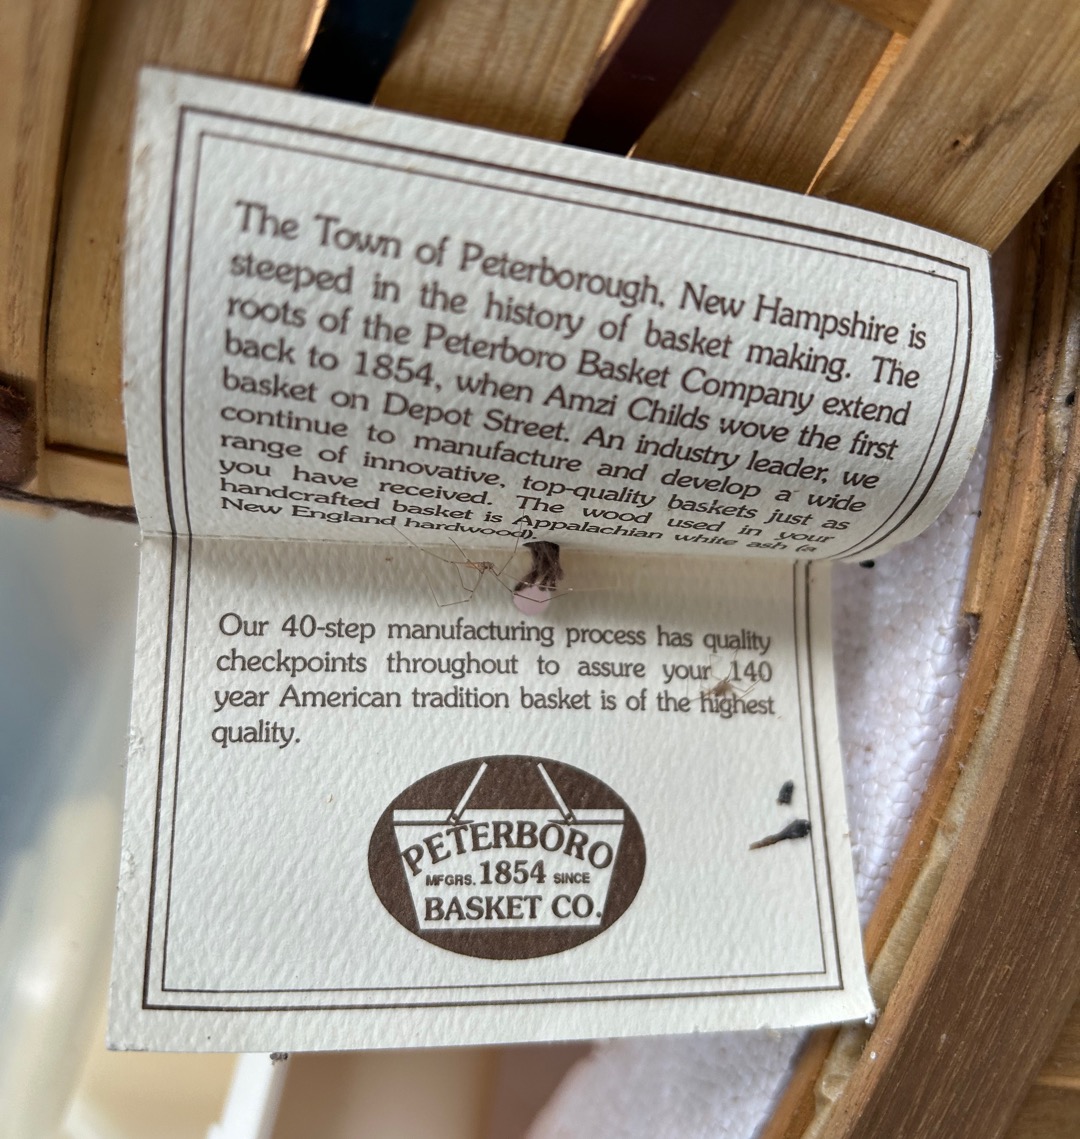 The Town of Peterborough, New Hampshire is
steeped in the history of basket making. The
roots of the Peterboro Basket Company extend
back to 1854, when Amzi Childs wove the first
basket on Depot Street. An industry leader, we
continue to manufacture and develop a wide
range of innovative, top-quality baskets just as
you have received. The wood used in your
handcrafted basket is Appalachian white ash (a
New England hardwood).
Our 40-step manufacturing process has quality
checkpoints throughout to assure your 140
year American tradition basket is of the highest
quality.
PETERBORO
MFGRS. 1854 SINCE
BASKET CO.